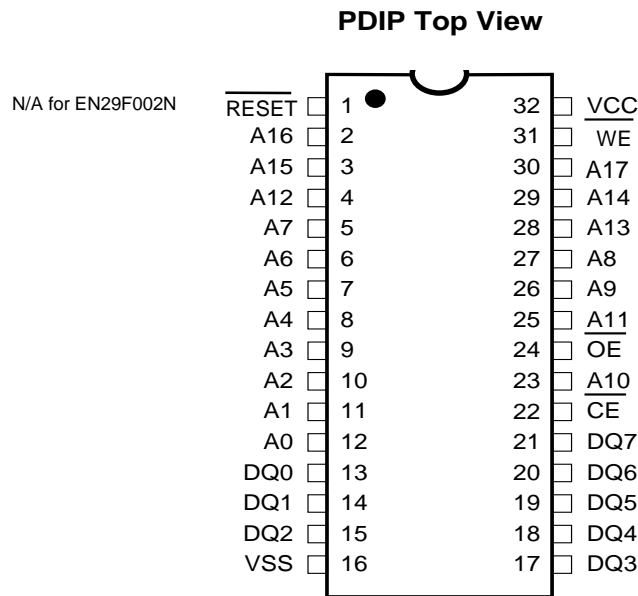 PDIP Top View
N/A for EN29F002N RESET 1 32 VCC
A16 2 31 WE
A15 3 30 A17
A12 4 29 A14
A7 5 28 A13
A6 6 27 A8
A5 7 26 A9
A4 8 25 A11
A3 9 24 OE
A2 10 23 A10
A1 11 22 CE
A0 12 21 DQ7
DQ0 13 20 DQ6
DQ1 14 19 DQ5
DQ2 15 18 DQ4
VSS 16 17 DQ3